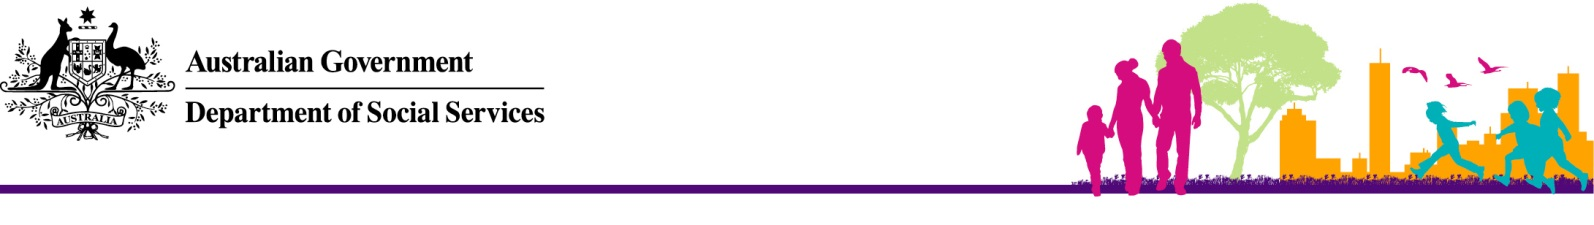 Australian Government
Department of Social Services
AUSTRALIA